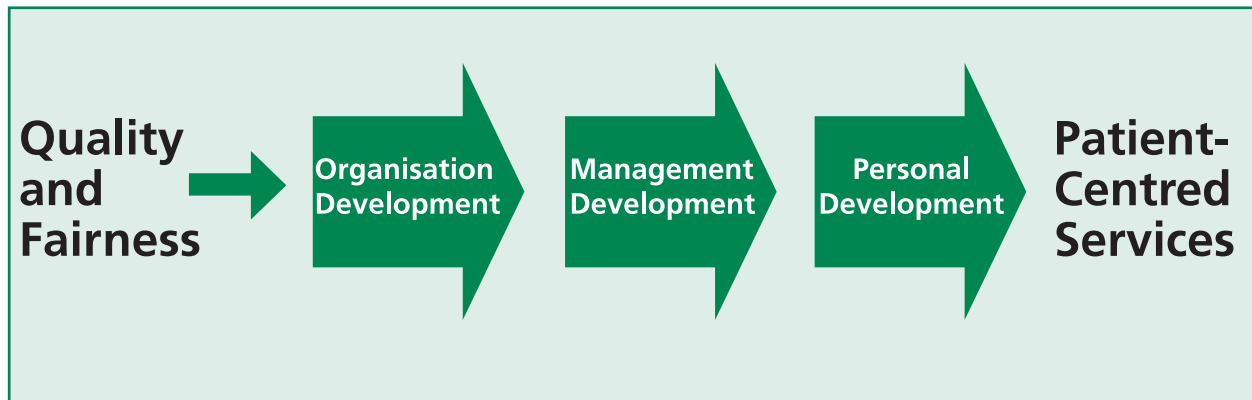 Quality
and
Fairness
Organisation
Development
Management
Development
Personal
Development
Patient-
Centred
Services